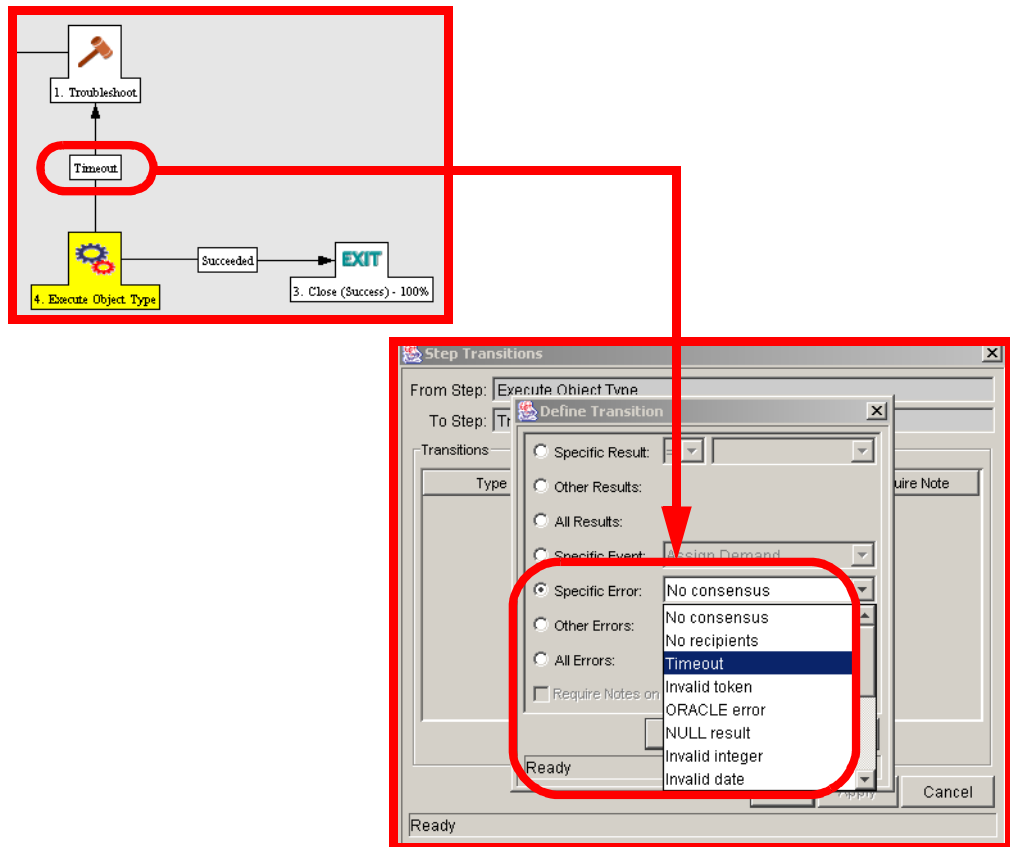 1. Troubleshoot
Timeout
Succeeded
EXIT
4. Execute Object Type
3. Close (Success) - 100%
Step Transitions
From Step: Execute Object Type
To Step:
Define Transition
Transitions
Specific Result: =
Type
Other Results:
uire Note
All Results:
Specific Event: Assign Demand
Specific Error: No consensus
Other Errors:
All Errors:
Require Notes on
No consensus
No recipients
Timeout
Invalid token
ORACLE error
NULL result
Invalid integer
Invalid date
Ready
Apply
Cancel
Ready